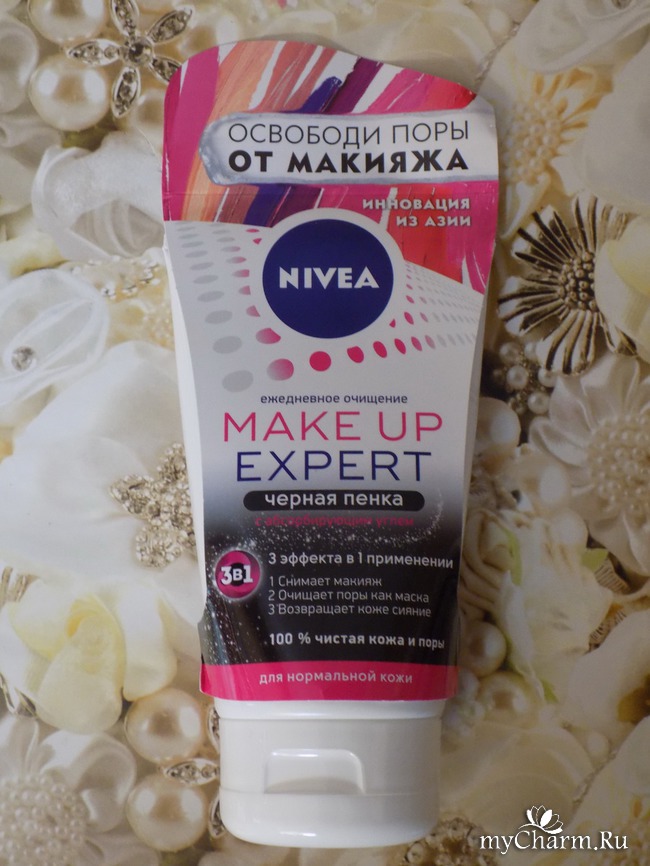 ОСВОБОДИ ПОРЫ
ОТ МАКИЯЖА
ИННОВАЦИЯ
ИЗ АЗИИ
NIVEA
ежедневное очищение
MAKE UP
EXPERT
черная пенка
с абсорбирующим углем
3 эффекта в 1 применении
3в1
1 Снимает макияж
2 Очищает поры как маска
3 Возвращает коже сияние
100 % чистая кожа и поры
для нормальной кожи
myCharm.Ru